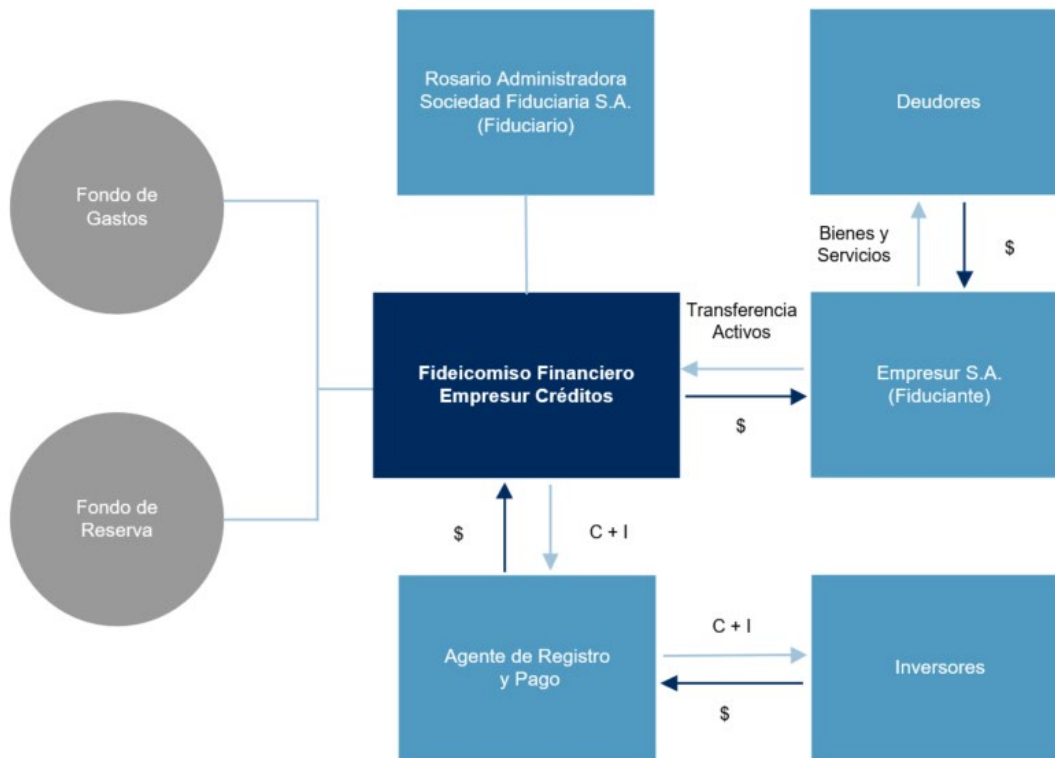 Rosario Administradora
Sociedad Fiduciaria S.A.
(Fiduciario)
Deudores
Fondo de
Gastos
Bienes y
Servicios
$
Transferencia
Activos
Fideicomiso Financiero
Empresur Créditos
Empresur S.A.
(Fiduciante)
$
Fondo de
Reserva
$
C + I
Agente de Registro
y Pago
C + I
Inversores
$